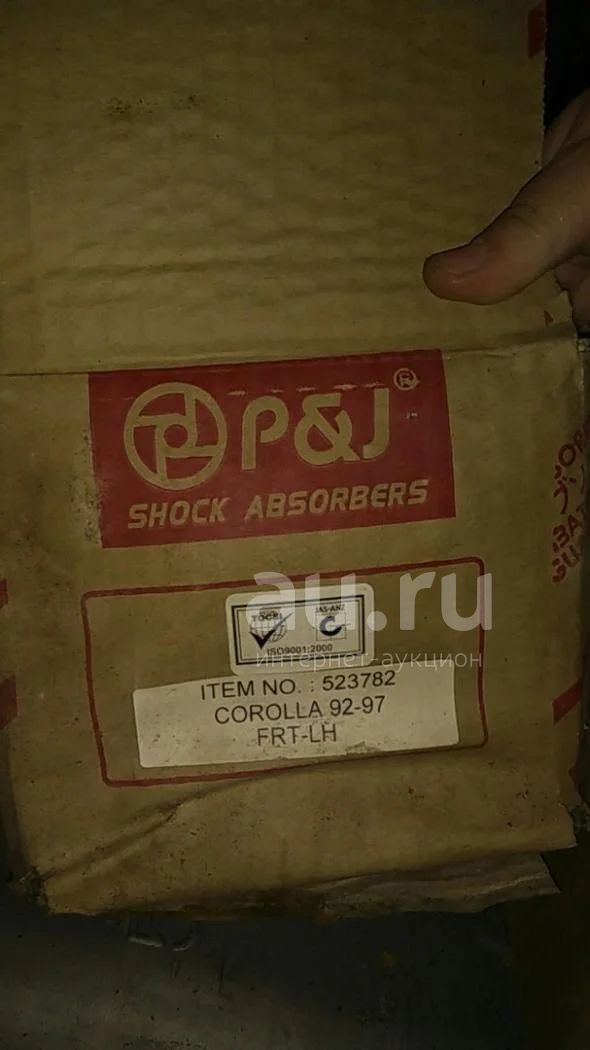 P&J®
SHOCK ABSORBERS
au.ru
интернет-аукцион
JAS-ANZ
ISO9001:2000
ITEM NO. : 523782
COROLLA 92-97
FRT-LH